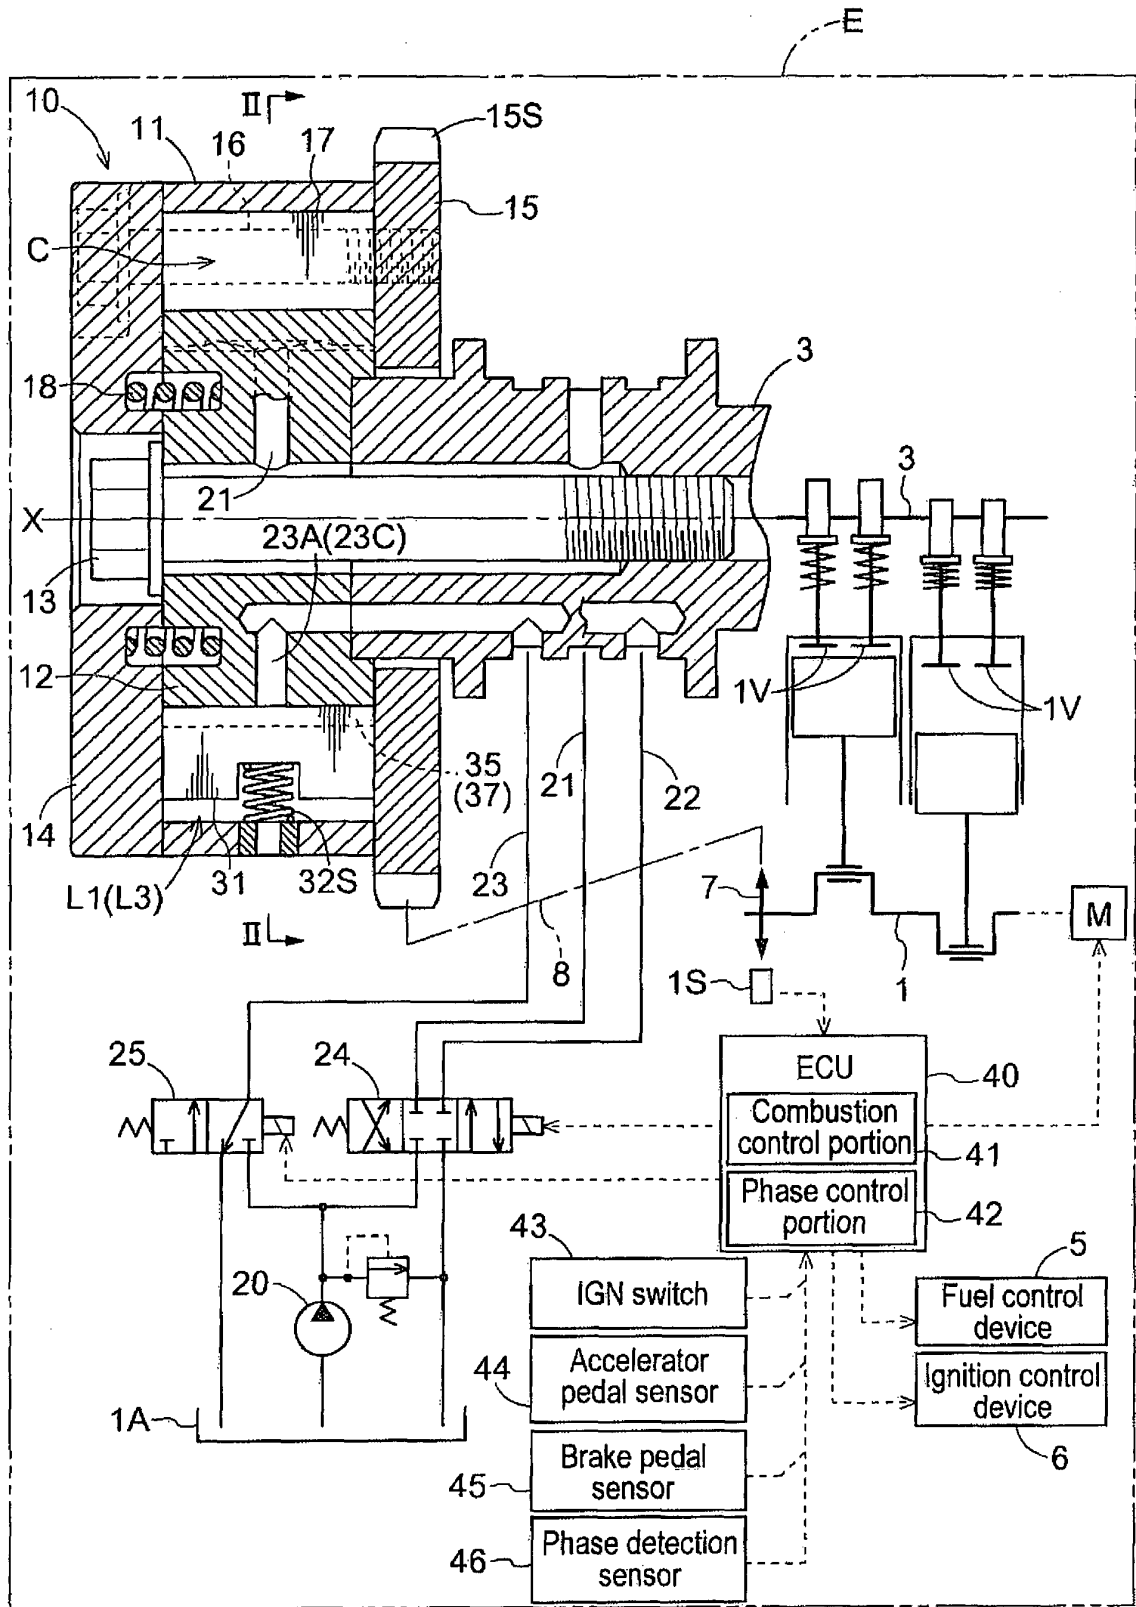 E
10
II
11
16
17
15S
15
C
3
18
21
3
X
23A(23C)
13
12
1V
1V
35
(37)
21
22
14
31
32S
23
L1(L3)
7
M
II
8
1S
1
25
24
ECU
40
Combustion
control portion
41
Phase control
portion
42
43
5
20
IGN switch
Fuel control
device
Accelerator
pedal sensor
44
Ignition control
device
1A
Brake pedal
sensor
45
6
Phase detection
sensor
46